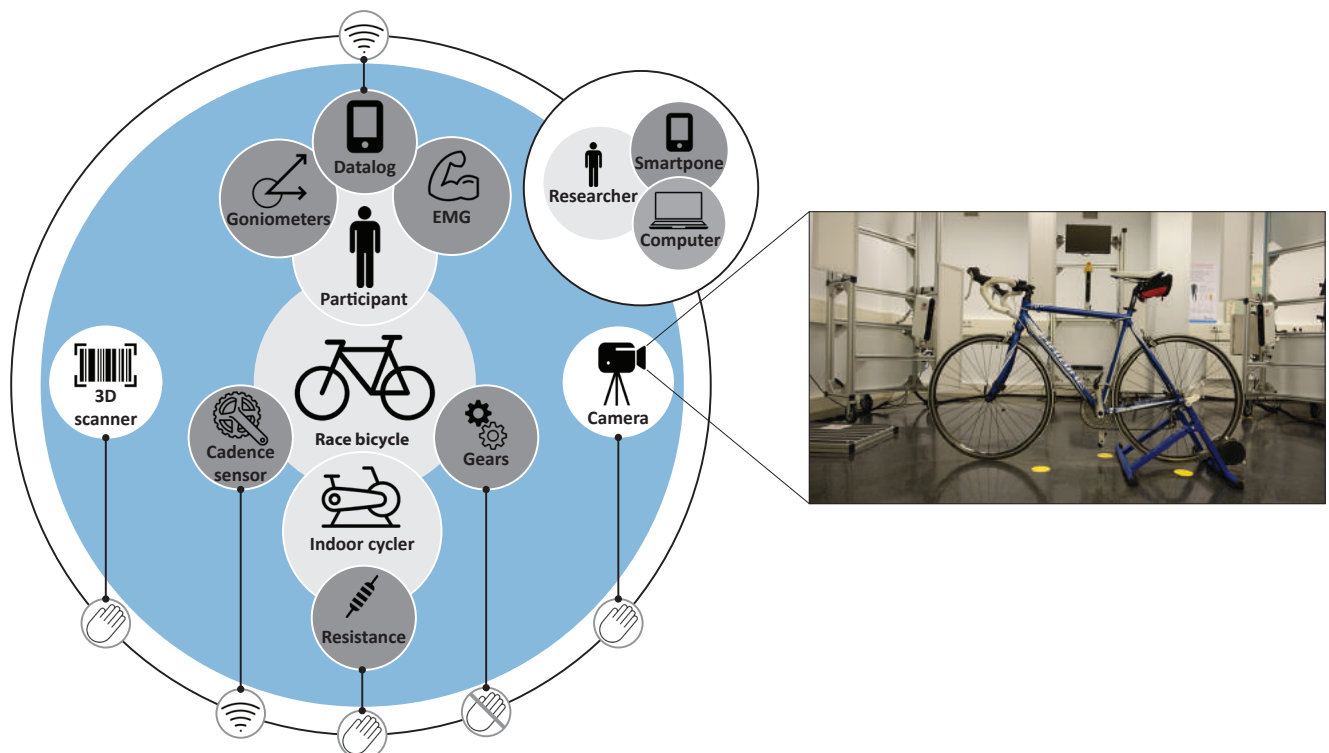 Datalog
Goniometers
EMG
Participant
Researcher
Smartpone
Computer
3D
scanner
Camera
Race bicycle
Cadence
sensor
Gears
Indoor cycler
Resistance